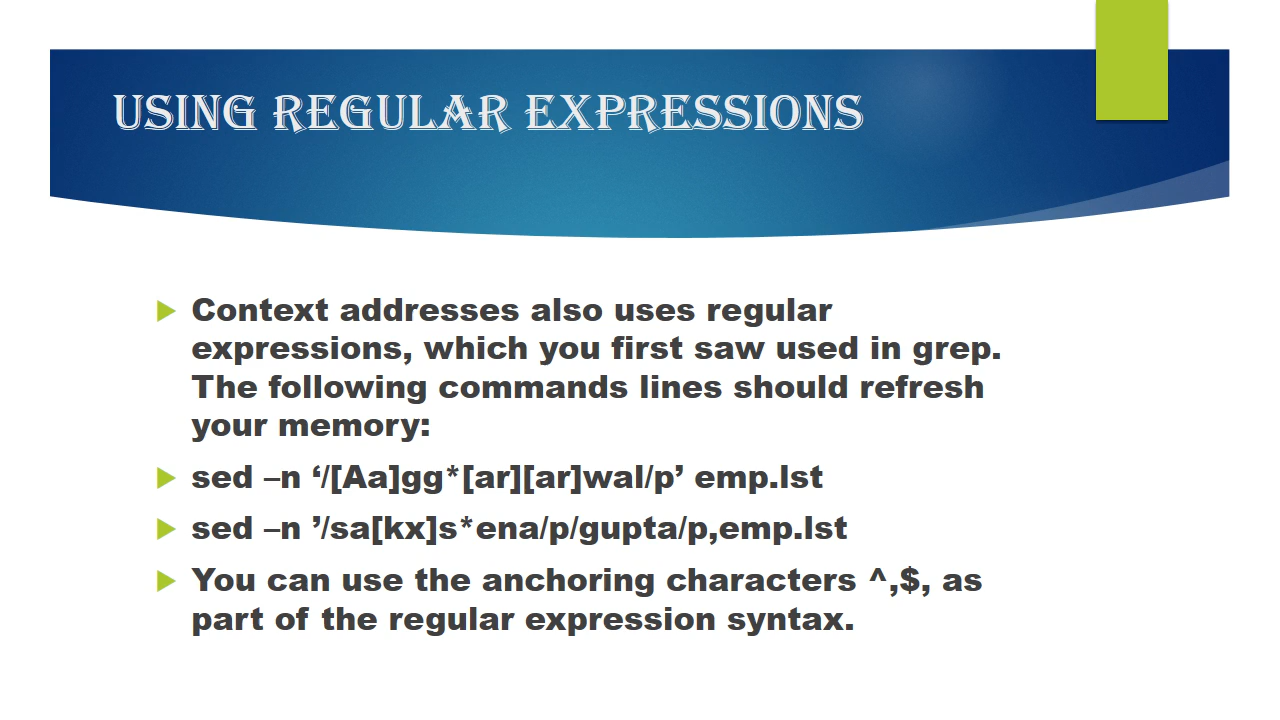 USING REGULAR EXPRESSIONS
Context addresses also uses regular
expressions, which you first saw used in grep.
The following commands lines should refresh
your memory:
sed –n ‘/[Aa]gg*[ar][ar]wal/p’ emp.lst
sed –n ’/sa[kx]s*ena/p/gupta/p,emp.lst
You can use the anchoring characters ^,$, as
part of the regular expression syntax.